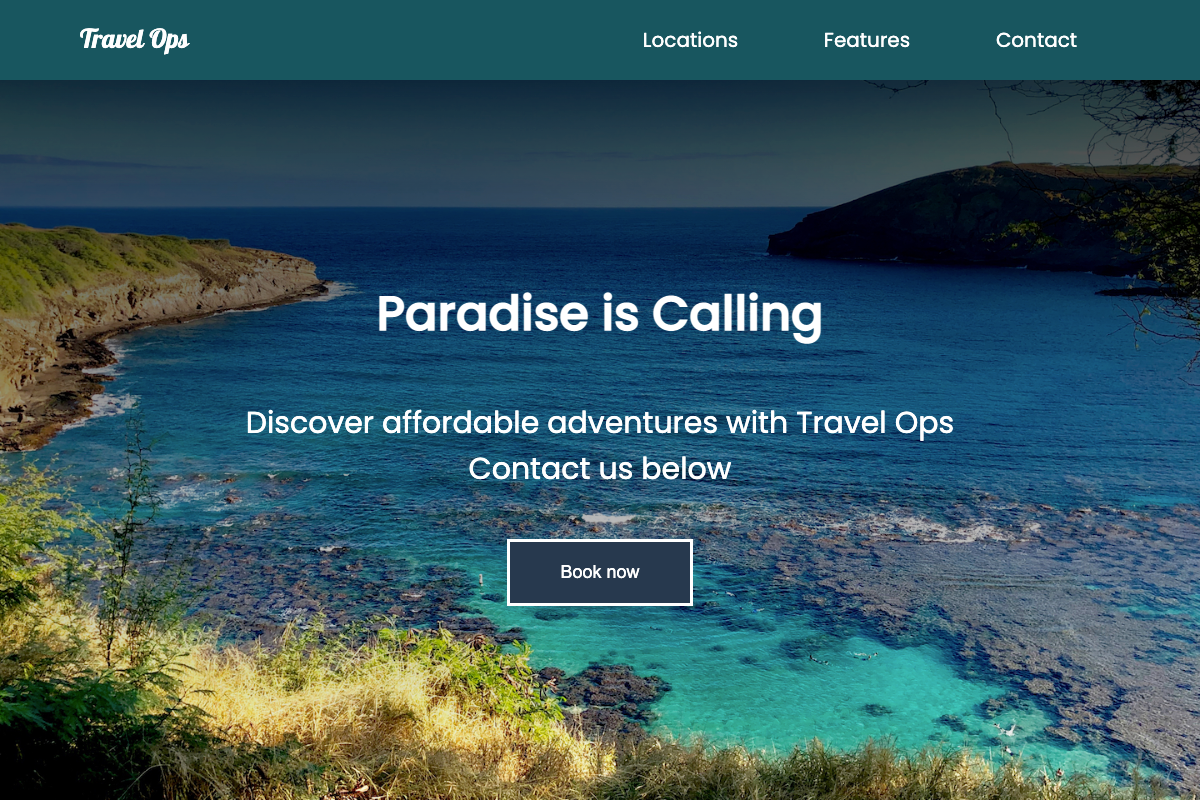 Travel Ops
Locations
Features
Contact
Paradise is Calling
Discover affordable adventures with Travel Ops
Contact us below
Book now